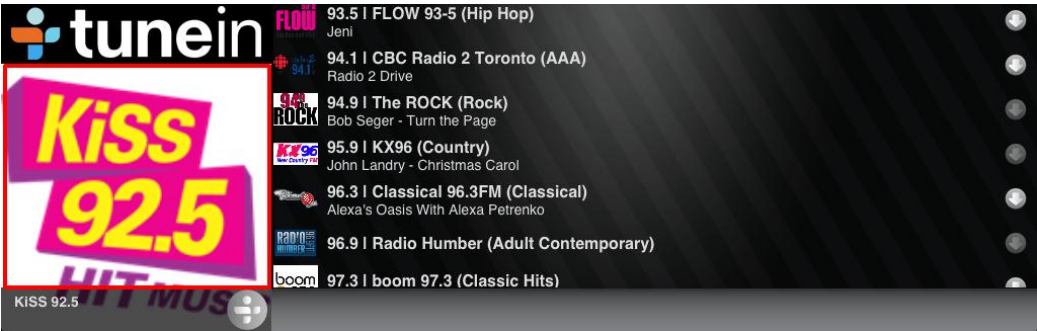 tunein
KiSS
92.5
HIT MUS
KiSS 92.5
FLOW
93.5 | FLOW 93-5 (Hip Hop)
Jeni
94.1
94.1 | CBC Radio 2 Toronto (AAA)
Radio 2 Drive
94.9
ROCK
94.9 | The ROCK (Rock)
Bob Seger - Turn the Page
KX96
New Country FM
95.9 | KX96 (Country)
John Landry - Christmas Carol
96.3 | Classical 96.3FM (Classical)
Alexa's Oasis With Alexa Petrenko
RADIO
HUMBER
96.9 | Radio Humber (Adult Contemporary)
boom
97.3 | boom 97.3 (Classic Hits)